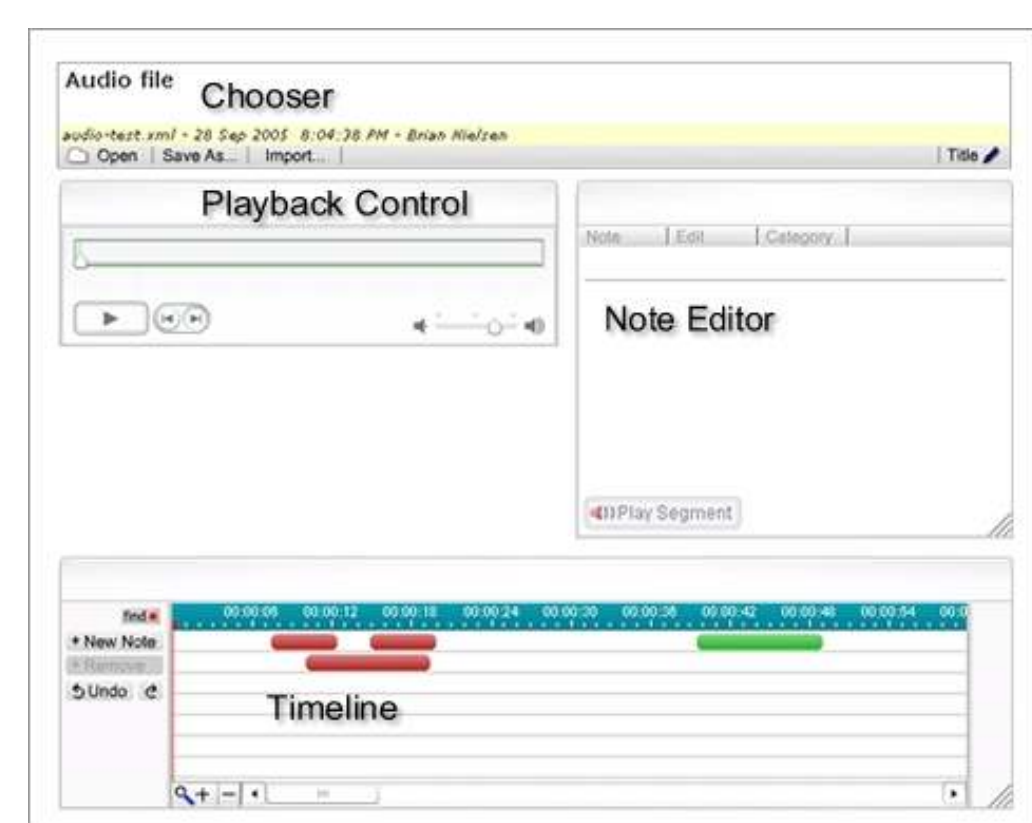 Audio file
Chooser
audio-test.xml - 28 Sep 2005 8:04:38 PM - Brian Nielsen
Open | Save As... | Import... |
| Title
Playback Control
Note | Edit | Category |
Note Editor
Play Segment
find
00:00:06 00:00:12 00:00:18 00:00:24 00:00:30 00:00:36 00:00:42 00:00:48 00:00:54 00:0
+ New Note
Remove
Undo
Timeline